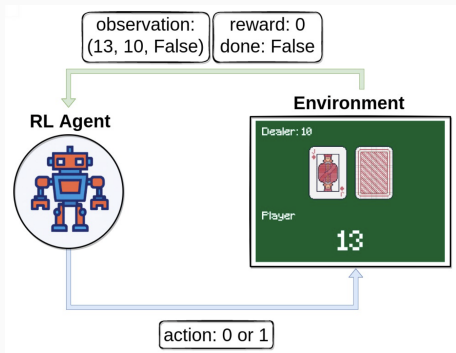 observation:
(13, 10, False)
reward: 0
done: False
RL Agent
Environment
Dealer: 10
J
Player
13
action: 0 or 1